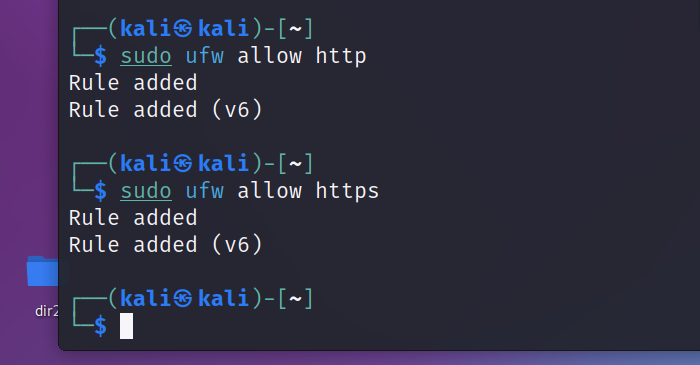 ┌──(kali㉿kali)-[~]
└─$ sudo ufw allow http
Rule added
Rule added (v6)
┌──(kali㉿kali)-[~]
└─$ sudo ufw allow https
Rule added
Rule added (v6)
┌──(kali㉿kali)-[~]
└─$
dir2